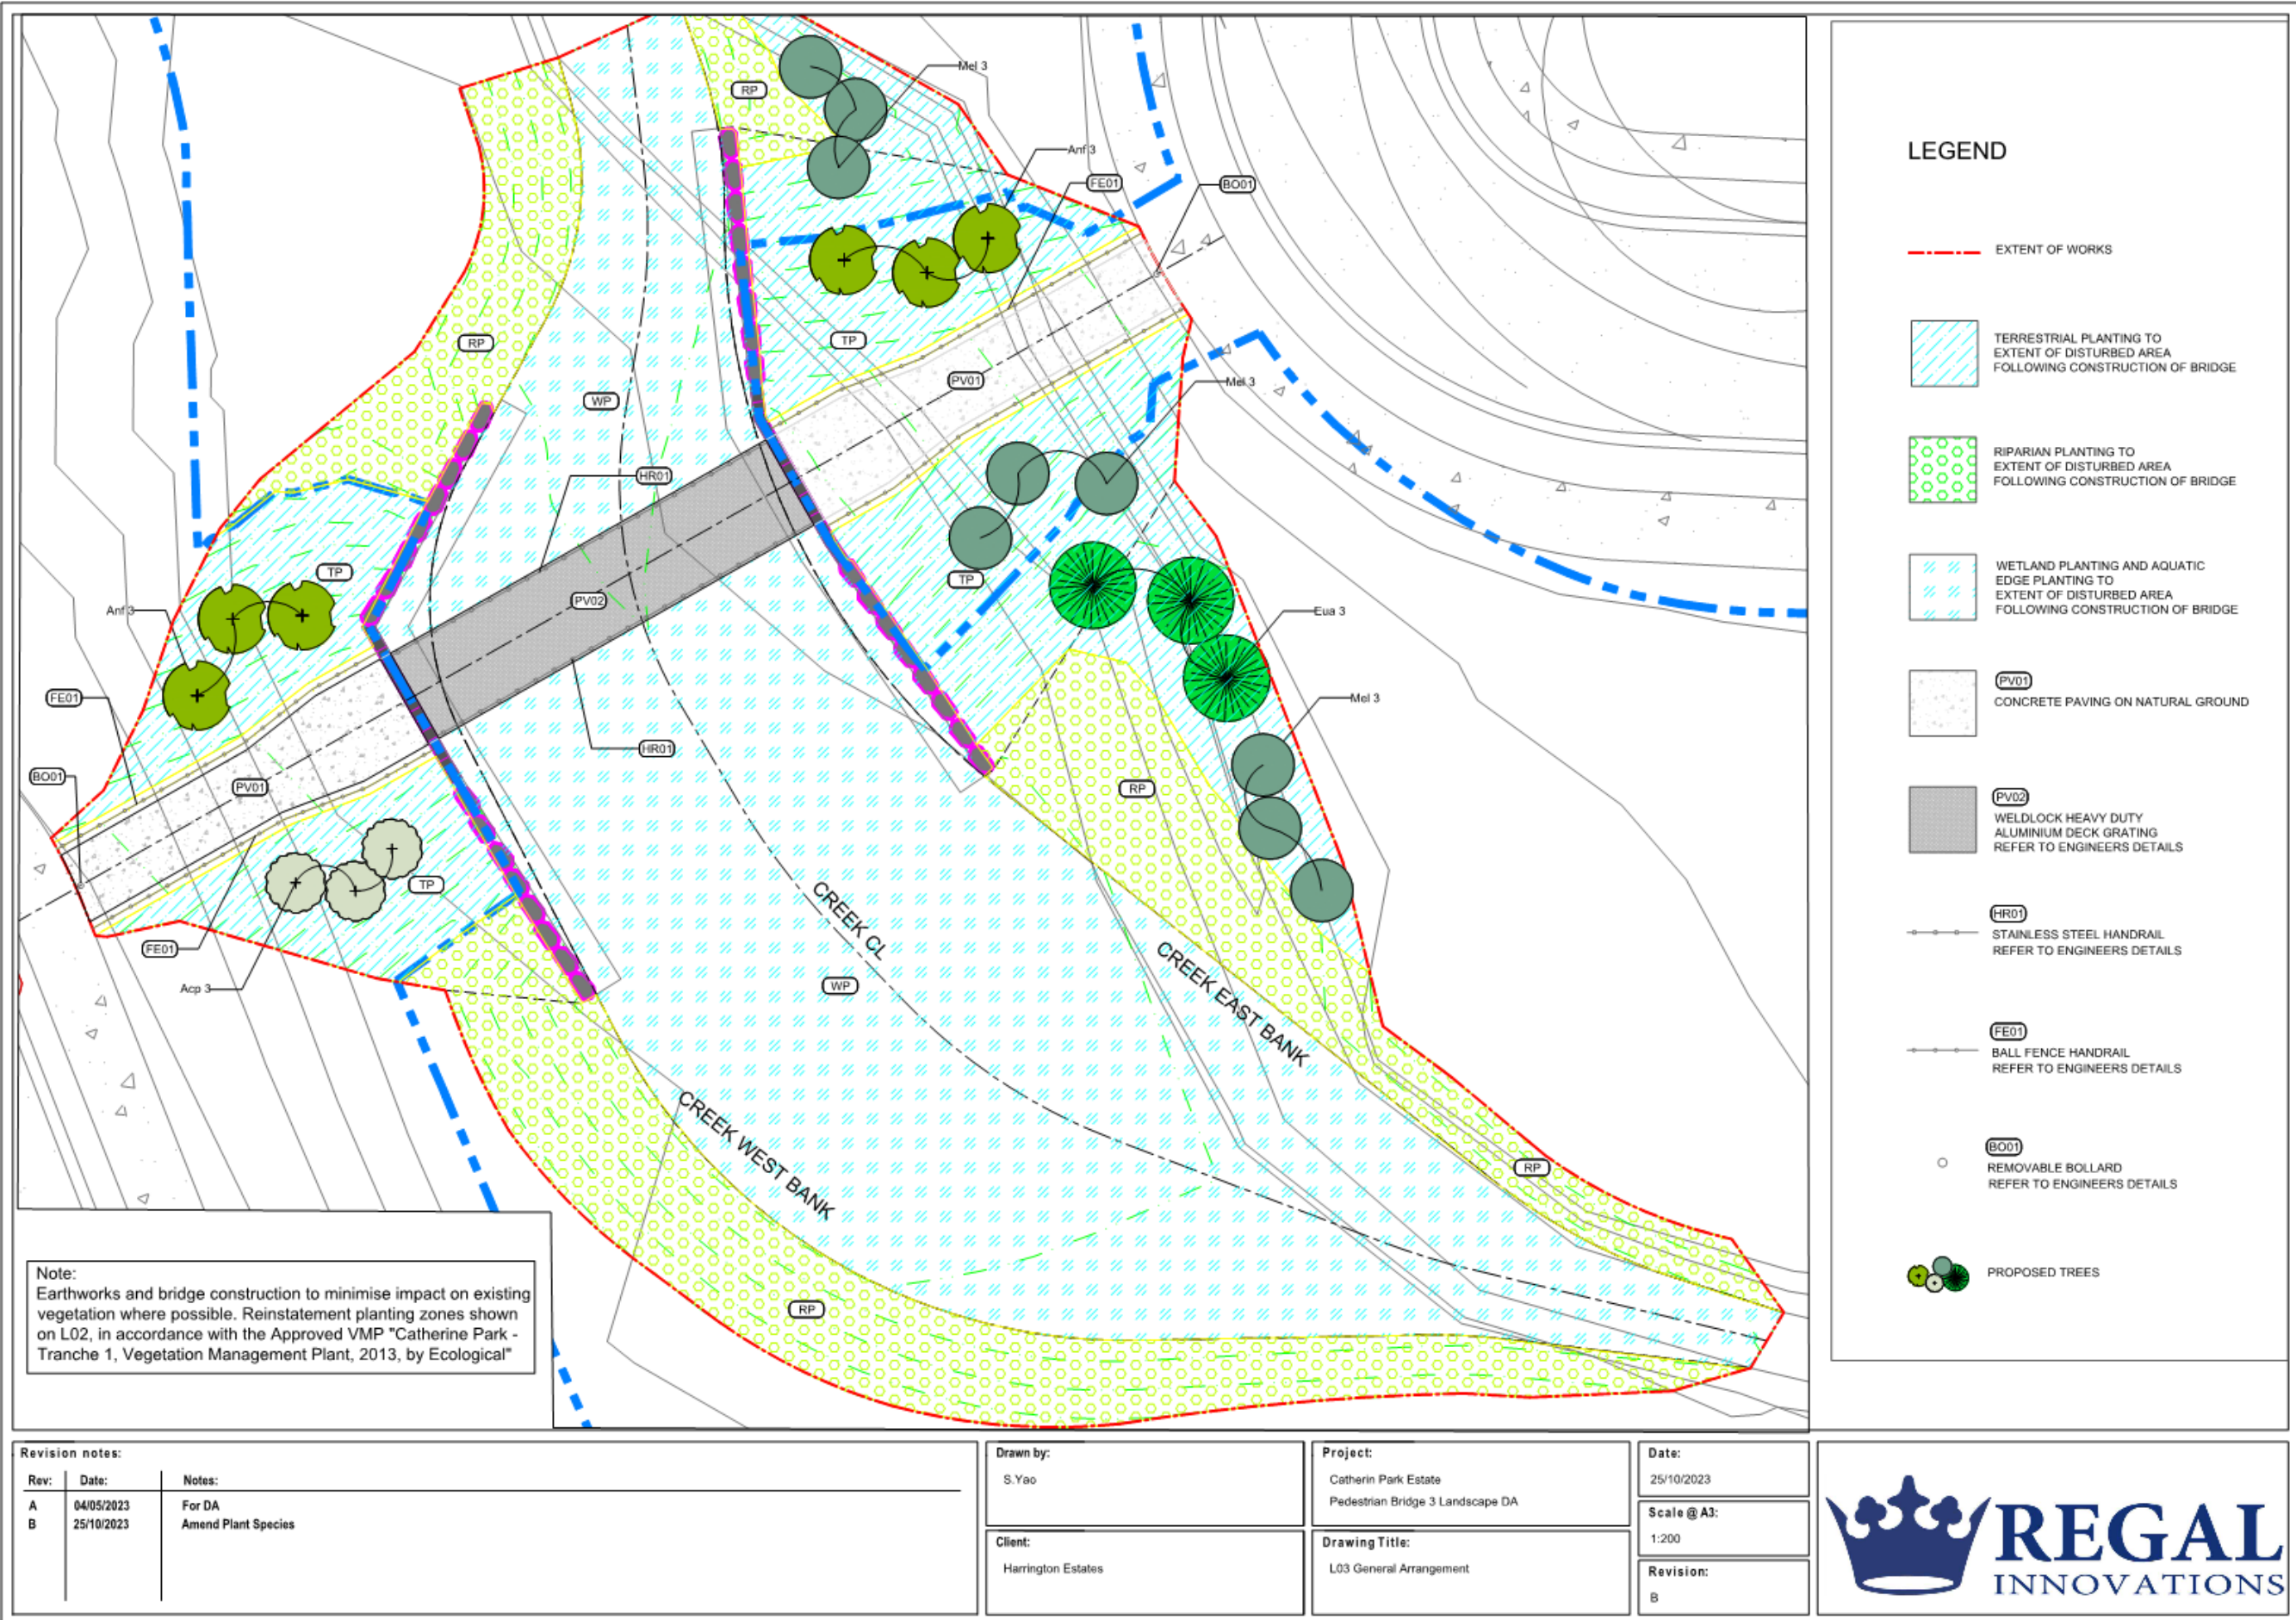 Mel 3
RP
Anf 3
FE01
BO01
RP
TP
PV01
Mel 3
WP
HR01
TP
TP
PV02
Anf 3
Eua 3
FE01
Mel 3
HR01
BO01
PV01
RP
TP
CREEK CL
FE01
WP
Acp 3
CREEK EAST BANK
CREEK WEST BANK
RP
RP
Note:
Earthworks and bridge construction to minimise impact on existing
vegetation where possible. Reinstatement planting zones shown
on L02, in accordance with the Approved VMP "Catherine Park -
Tranche 1, Vegetation Management Plant, 2013, by Ecological"
LEGEND
EXTENT OF WORKS
TERRESTRIAL PLANTING TO
EXTENT OF DISTURBED AREA
FOLLOWING CONSTRUCTION OF BRIDGE
RIPARIAN PLANTING TO
EXTENT OF DISTURBED AREA
FOLLOWING CONSTRUCTION OF BRIDGE
WETLAND PLANTING AND AQUATIC
EDGE PLANTING TO
EXTENT OF DISTURBED AREA
FOLLOWING CONSTRUCTION OF BRIDGE
PV01
CONCRETE PAVING ON NATURAL GROUND
PV02
WELDLOCK HEAVY DUTY
ALUMINIUM DECK GRATING
REFER TO ENGINEERS DETAILS
HR01
STAINLESS STEEL HANDRAIL
REFER TO ENGINEERS DETAILS
FE01
BALL FENCE HANDRAIL
REFER TO ENGINEERS DETAILS
BO01
REMOVABLE BOLLARD
REFER TO ENGINEERS DETAILS
PROPOSED TREES
Revision notes:
Rev: Date: Notes:
A 04/05/2023 For DA
B 25/10/2023 Amend Plant Species
Drawn by:
S.Yao
Client:
Harrington Estates
Project:
Catherin Park Estate
Pedestrian Bridge 3 Landscape DA
Drawing Title:
L03 General Arrangement
Date:
25/10/2023
Scale @ A3:
1:200
Revision:
B
REGAL
INNOVATIONS